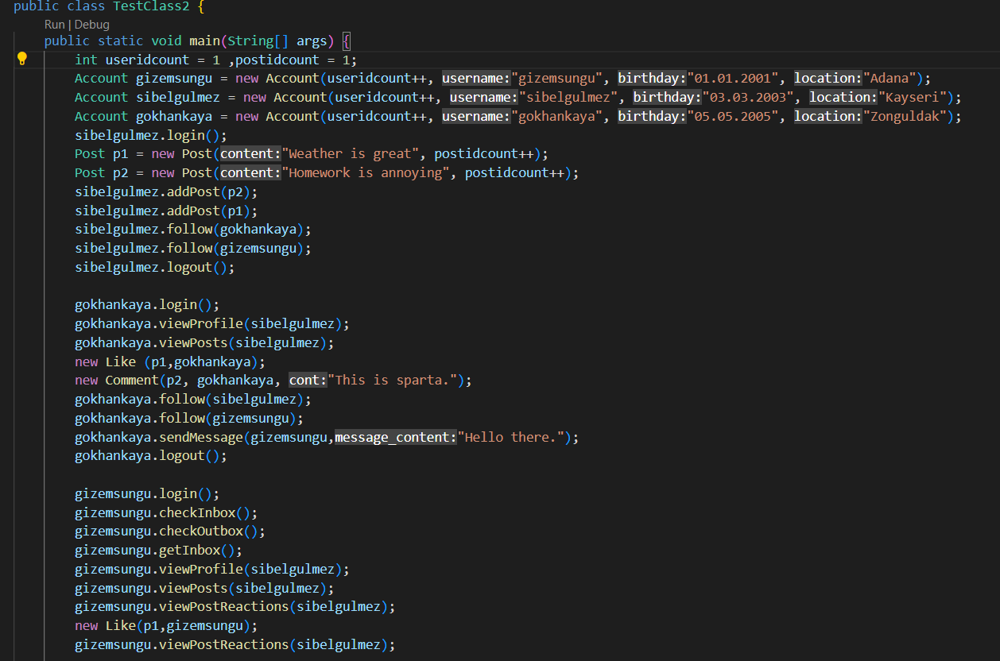 public class TestClass2 {
Run | Debug
public static void main(String[] args) {
int useridcount = 1 ,postidcount = 1;
Account gizemsungu = new Account(useridcount++, username:"gizemsungu", birthday:"01.01.2001", location:"Adana");
Account sibelgulmez = new Account(useridcount++, username:"sibelgulmez", birthday:"03.03.2003", location:"Kayseri");
Account gokhankaya = new Account(useridcount++, username:"gokhankaya", birthday:"05.05.2005", location:"Zonguldak");
sibelgulmez.login();
Post p1 = new Post(content:"Weather is great", postidcount++);
Post p2 = new Post(content:"Homework is annoying", postidcount++);
sibelgulmez.addPost(p2);
sibelgulmez.addPost(p1);
sibelgulmez.follow(gokhankaya);
sibelgulmez.follow(gizemsungu);
sibelgulmez.logout();
gokhankaya.login();
gokhankaya.viewProfile(sibelgulmez);
gokhankaya.viewPosts(sibelgulmez);
new Like (p1,gokhankaya);
new Comment(p2, gokhankaya, cont:"This is sparta.");
gokhankaya.follow(sibelgulmez);
gokhankaya.follow(gizemsungu);
gokhankaya.sendMessage(gizemsungu,message_content:"Hello there.");
gokhankaya.logout();
gizemsungu.login();
gizemsungu.checkInbox();
gizemsungu.checkOutbox();
gizemsungu.getInbox();
gizemsungu.viewProfile(sibelgulmez);
gizemsungu.viewPosts(sibelgulmez);
gizemsungu.viewPostReactions(sibelgulmez);
new Like(p1,gizemsungu);
gizemsungu.viewPostReactions(sibelgulmez);